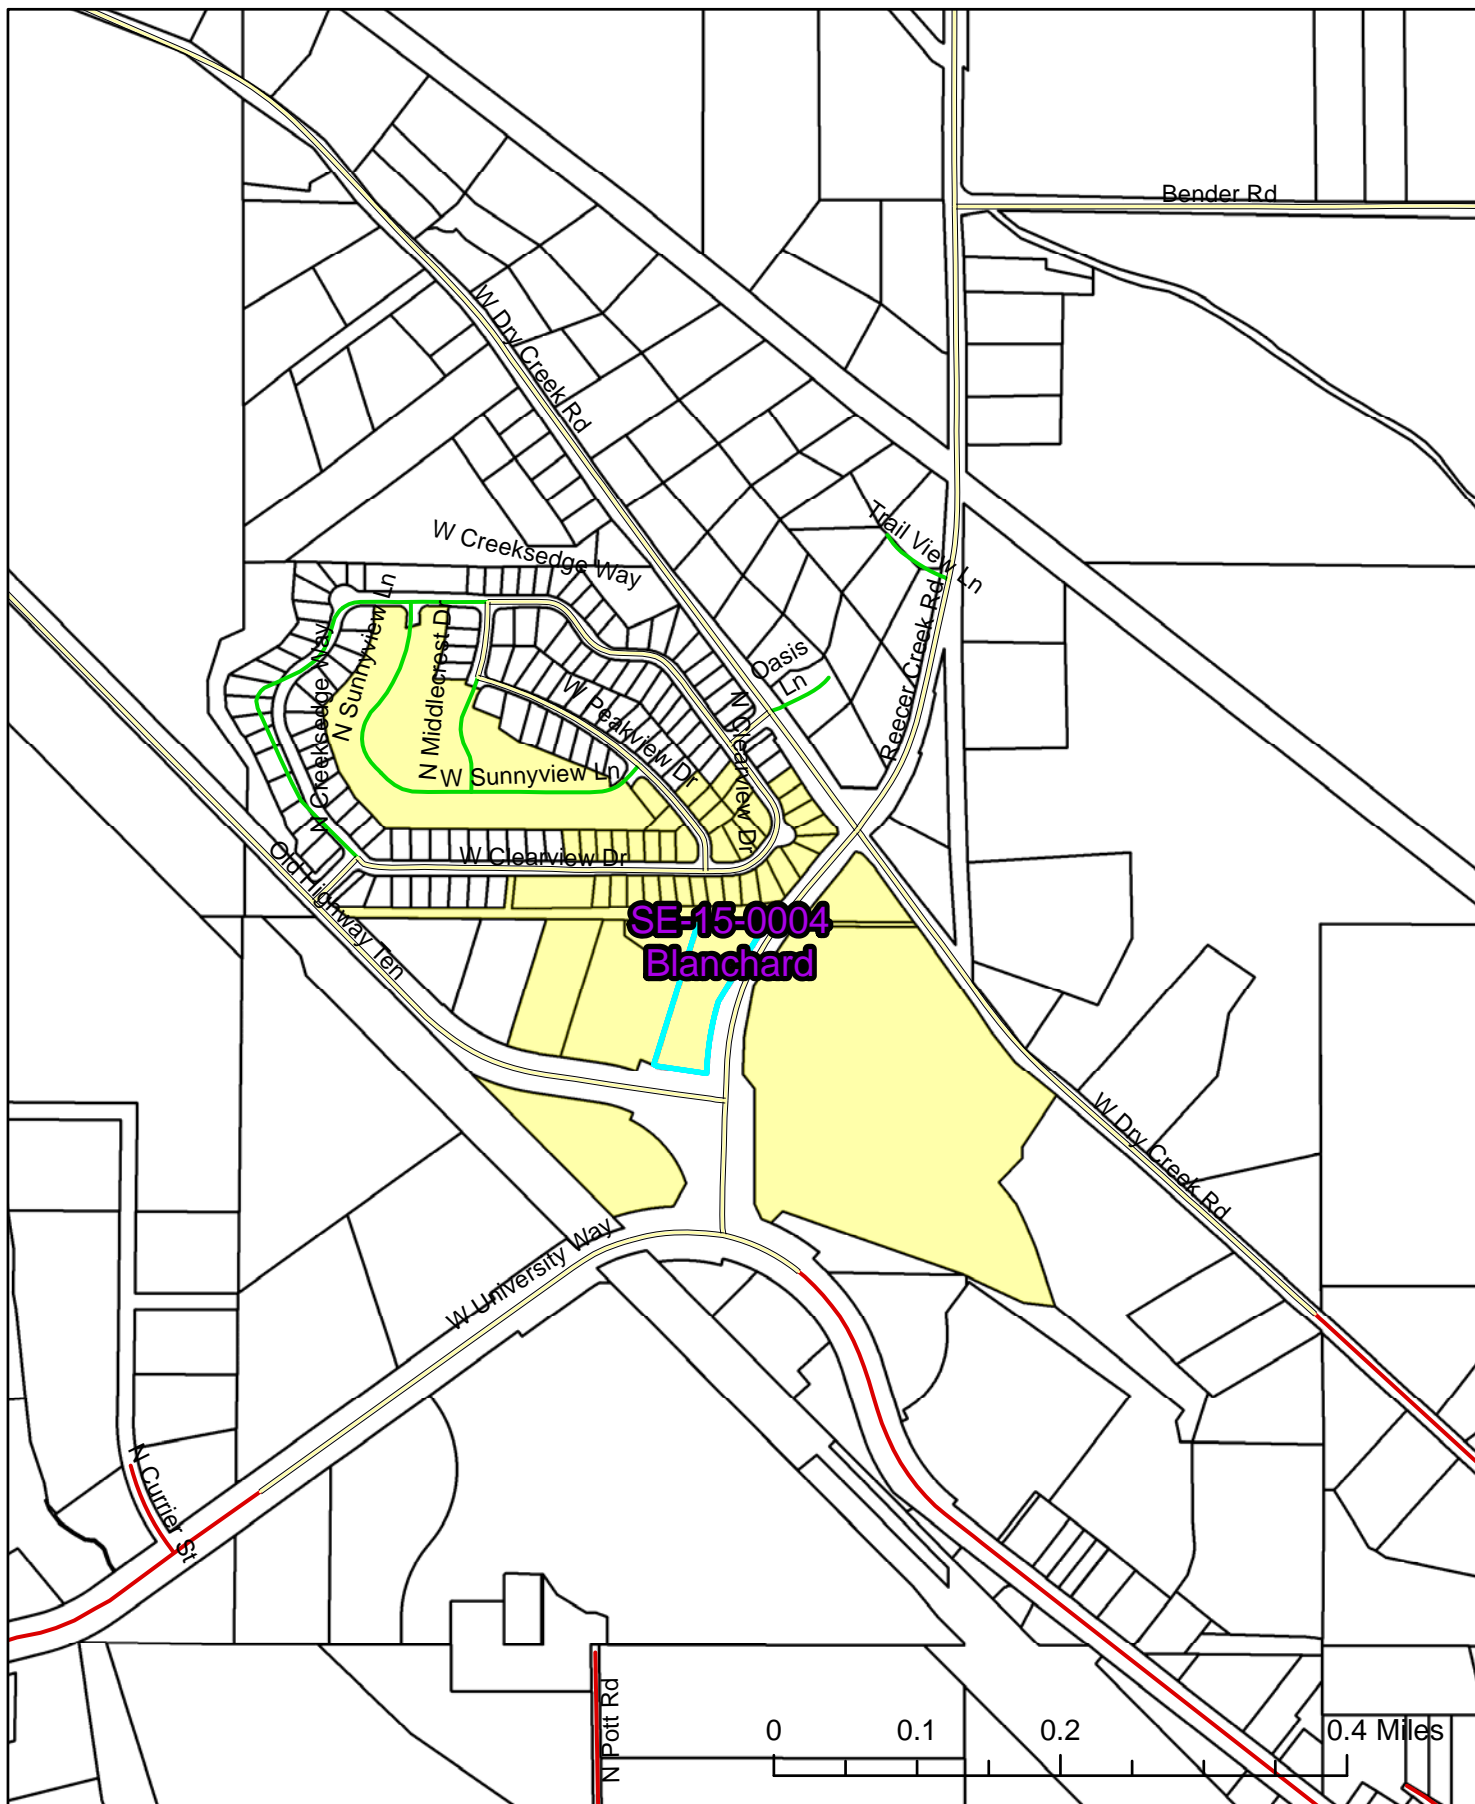 Bender Rd
W Dry Creek Rd
Trail View Ln
W Creeksedge Way
N Sunnyview Ln
N Middlecrest Dr
N Creeksedge Way
Reecer Creek Rd
Oasis
Ln
W Peakview Dr
N Clearview Dr
W Sunnyview Ln
W Clearview Dr
Old Highway Ten
SE-15-0004
Blanchard
W Dry Creek Rd
W University Way
N Currier St
N Pott Rd
0 0.1 0.2 0.4 Miles